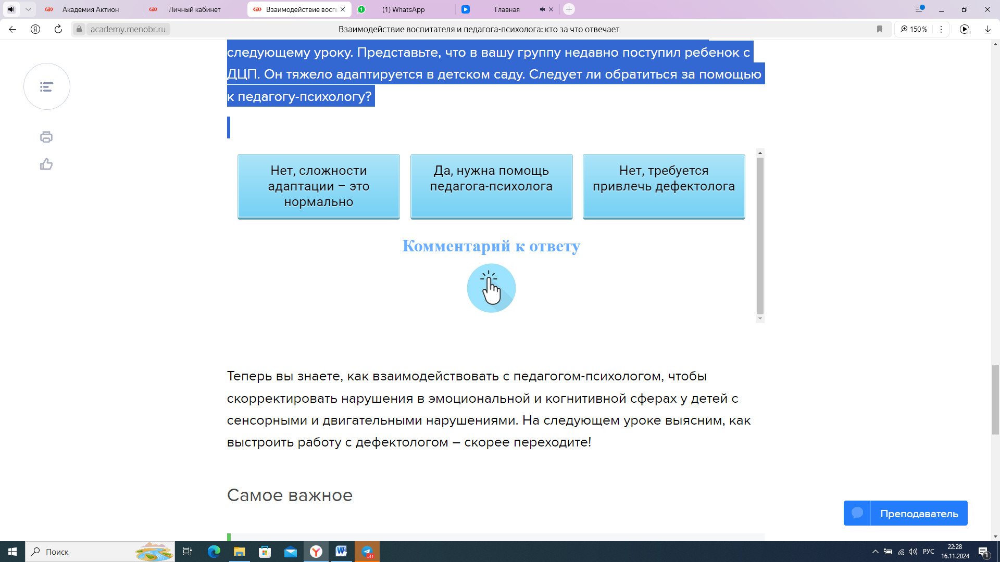 Академия Актион
Личный кабинет
Взаимодействие воспи
(1) WhatsApp
Главная
academy.menobr.ru
Взаимодействие воспитателя и педагога-психолога: кто за что отвечает
150 %
следующему уроку. Представьте, что в вашу группу недавно поступил ребенок с
ДЦП. Он тяжело адаптируется в детском саду. Следует ли обратиться за помощью
к педагогу-психологу?
Нет, сложности
адаптации – это
нормально
Да, нужна помощь
педагога-психолога
Нет, требуется
привлечь дефектолога
Комментарий к ответу
Теперь вы знаете, как взаимодействовать с педагогом-психологом, чтобы
скорректировать нарушения в эмоциональной и когнитивной сферах у детей с
сенсорными и двигательными нарушениями. На следующем уроке выясним, как
выстроить работу с дефектологом – скорее переходите!
Самое важное
Преподаватель
Поиск
41
РУС
22:28
16.11.2024
1